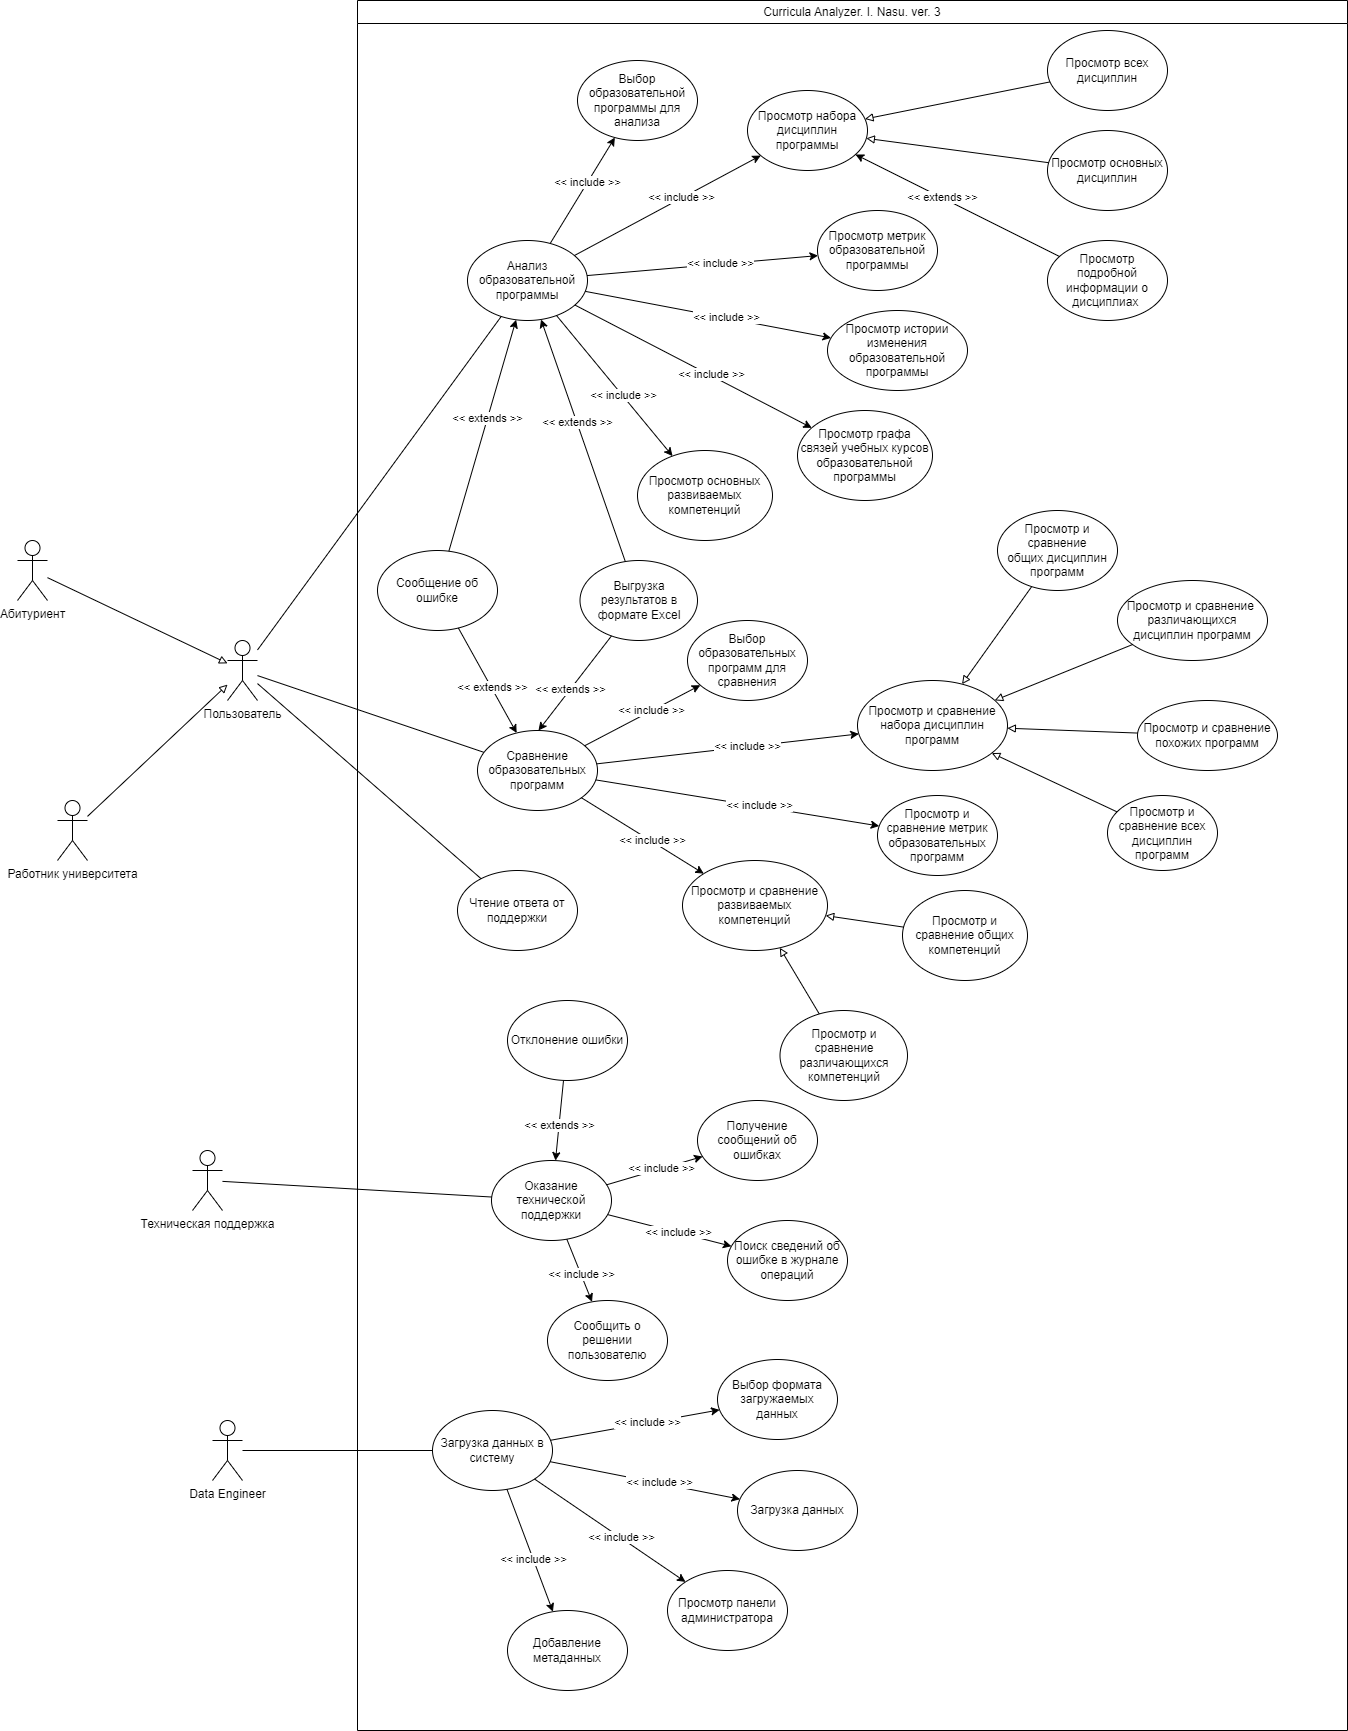 Curricula Analyzer. I. Nasu. ver. 3
Просмотр всех
дисциплин
Выбор
образовательной
программы для
анализа
Просмотр набора
дисциплин
программы
Просмотр основных
дисциплин
<< include >>
<< include >>
<< extends >>
Просмотр метрик
образовательной
программы
Просмотр
подробной
информации о
дисциплиах
Анализ
образовательной
программы
<< include >>
<< include >>
Просмотр истории
изменения
образовательной
программы
<< include >>
<< include >>
<< extends >>
<< extends >>
Просмотр графа
связей учебных курсов
образовательной
программы
Просмотр основных
развиваемых
компетенций
Просмотр и
сравнение
общих дисциплин
программ
Абитуриент
Сообщение об
ошибке
Выгрузка
результатов в
формате Excel
Просмотр и сравнение
различающихся
дисциплин программ
Выбор
образовательных
программ для
сравнения
Пользователь
<< extends >>
<< extends >>
<< include >>
Просмотр и сравнение
набора дисциплин
программ
Просмотр и сравнение
похожих программ
Сравнение
образовательных
программ
<< include >>
<< include >>
Просмотр и
сравнение метрик
образовательных
программ
Просмотр и
сравнение всех
дисциплин
программ
<< include >>
Работник университета
Просмотр и сравнение
развиваемых
компетенций
Чтение ответа от
поддержки
Просмотр и
сравнение общих
компетенций
Отклонение ошибки
Просмотр и
сравнение
различающихся
компетенций
<< extends >>
Получение
сообщений об
ошибках
<< include >>
Оказание
технической
поддержки
Техническая поддержка
<< include >>
Поиск сведений об
ошибке в журнале
операций
<< include >>
Сообщить о
решении
пользователю
Выбор формата
загружаемых
данных
<< include >>
Загрузка данных в
систему
Data Engineer
<< include >>
Загрузка данных
<< include >>
<< include >>
Просмотр панели
администратора
Добавление
метаданных